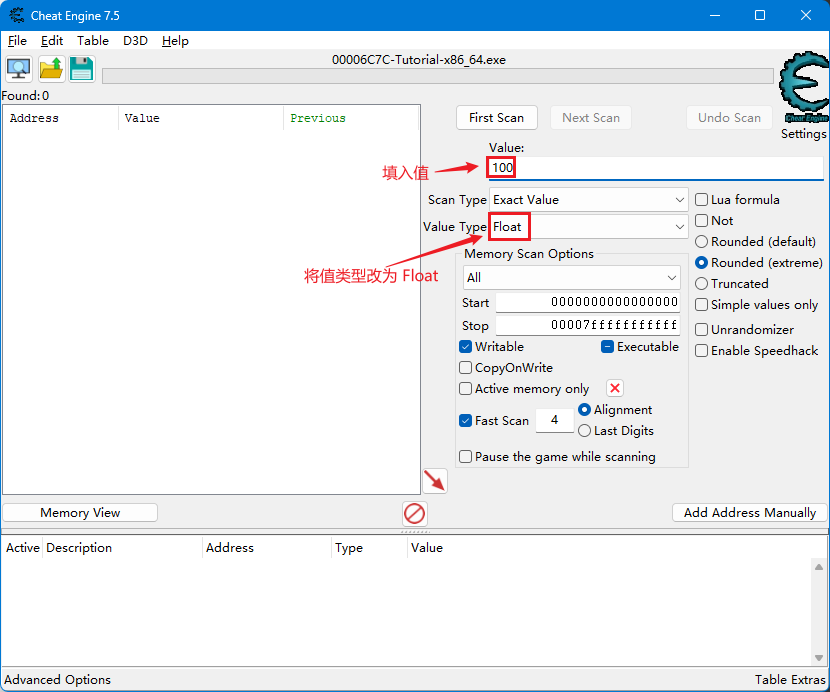 Cheat Engine 7.5
File Edit Table D3D Help
00006C7C-Tutorial-x86_64.exe
Found: 0
Address Value Previous
First Scan Next Scan Undo Scan
Cheat Engine
Settings
Value:
填入值 100
Scan Type Exact Value
Lua formula
Value Type Float
Not
Rounded (default)
将值类型改为 Float
Memory Scan Options
Rounded (extreme)
All
Truncated
Start 0000000000000000
Simple values only
Stop 00007fffffffffff
Unrandomizer
Writable Executable
Enable Speedhack
CopyOnWrite
Active memory only
Fast Scan 4 Alignment
Last Digits
Pause the game while scanning
Memory View
Add Address Manually
Active Description Address Type Value
Advanced Options Table Extras